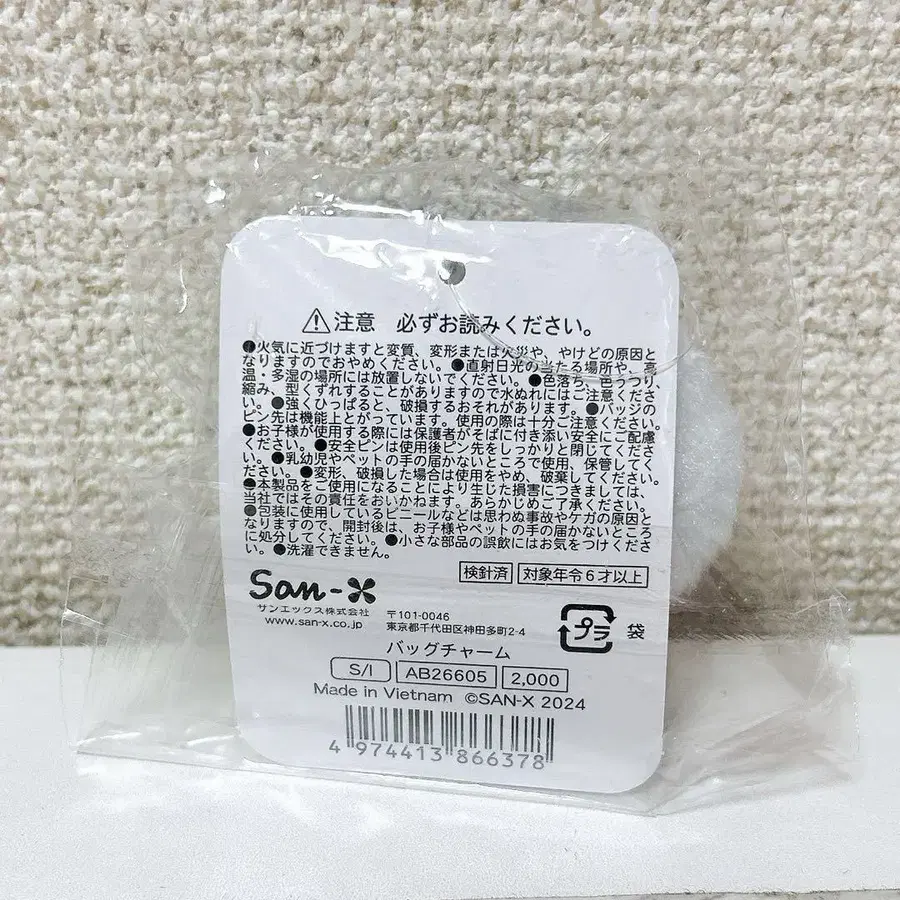 ⚠注意 必ずお読みください。
●火気に近づけますと変質、変形または火災や、やけどの原因と
なりますのでおやめください。●直射日光の当たる場所や、高
温・多湿の場所には放置しないでください。●色落ち、色うつり、
縮み、型くずれすることがありますので水ぬれにはご注意くださ
い。●強くひっぱると、破損するおそれがあります。●バッジの
ピン先は機能上とがっています。使用の際は十分ご注意ください。
●お子様が使用する際には保護者がそばに付き添い安全にご配慮
ください。●安全ピンは使用後ピン先をしっかりと閉じてくださ
い。●乳幼児やペットの手の届かないところで使用、保管してく
ださい。●変形、破損した場合は使用をやめ、破棄してください。
●本製品をご使用になることにより生じた損害につきましては、
当社ではその責任をおいかねます。あらかじめご了承ください。
●包装に使用しているビニールなどは思わぬ事故やケガの原因と
なりますので、開封後は、お子様やペットの手の届かないところ
に処分してください。●小さな部品の誤飲にはお気をつけくださ
い。●洗濯できません。
検針済 対象年令6才以上
San-X
サンエックス株式会社
www.san-x.co.jp
〒101-0046
東京都千代田区神田多町2-4
プラ 袋
バッグチャーム
S/I AB26605 2,000
Made in Vietnam ©SAN-X 2024
4 974413 866378